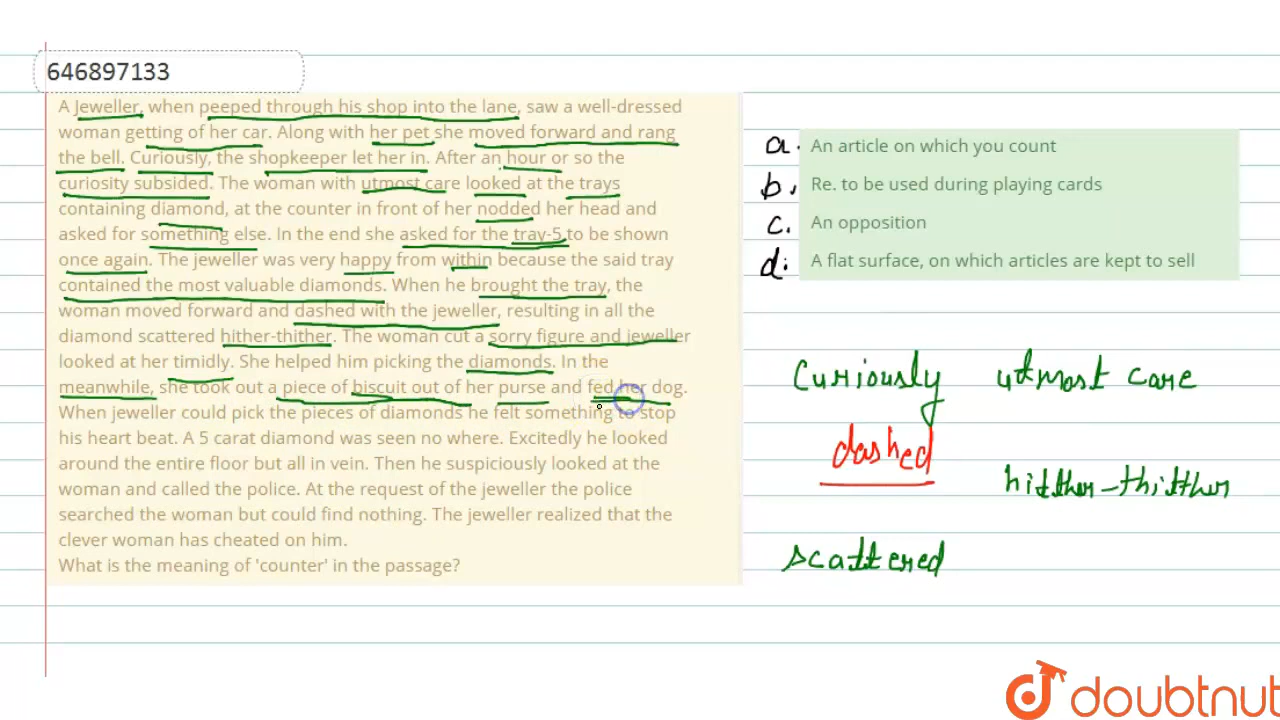 646897133
A Jeweller, when peeped through his shop into the lane, saw a well-dressed
woman getting of her car. Along with her pet she moved forward and rang
the bell. Curiously, the shopkeeper let her in. After an hour or so the
curiosity subsided. The woman with utmost care looked at the trays
containing diamond, at the counter in front of her nodded her head and
asked for something else. In the end she asked for the tray-5 to be shown
once again. The jeweller was very happy from within because the said tray
contained the most valuable diamonds. When he brought the tray, the
woman moved forward and dashed with the jeweller, resulting in all the
diamond scattered hither-thither. The woman cut a sorry figure and jeweller
looked at her timidly. She helped him picking the diamonds. In the
meanwhile, she took out a piece of biscuit out of her purse and fed her dog.
When jeweller could pick the pieces of diamonds he felt something to stop
his heart beat. A 5 carat diamond was seen no where. Excitedly he looked
around the entire floor but all in vein. Then he suspiciously looked at the
woman and called the police. At the request of the jeweller the police
searched the woman but could find nothing. The jeweller realized that the
clever woman has cheated on him.
What is the meaning of 'counter' in the passage?
a. An article on which you count
b. Re. to be used during playing cards
c. An opposition
d. A flat surface, on which articles are kept to sell
Curiously utmost care
dashed
hitther-thitther
scattered
doubtnut